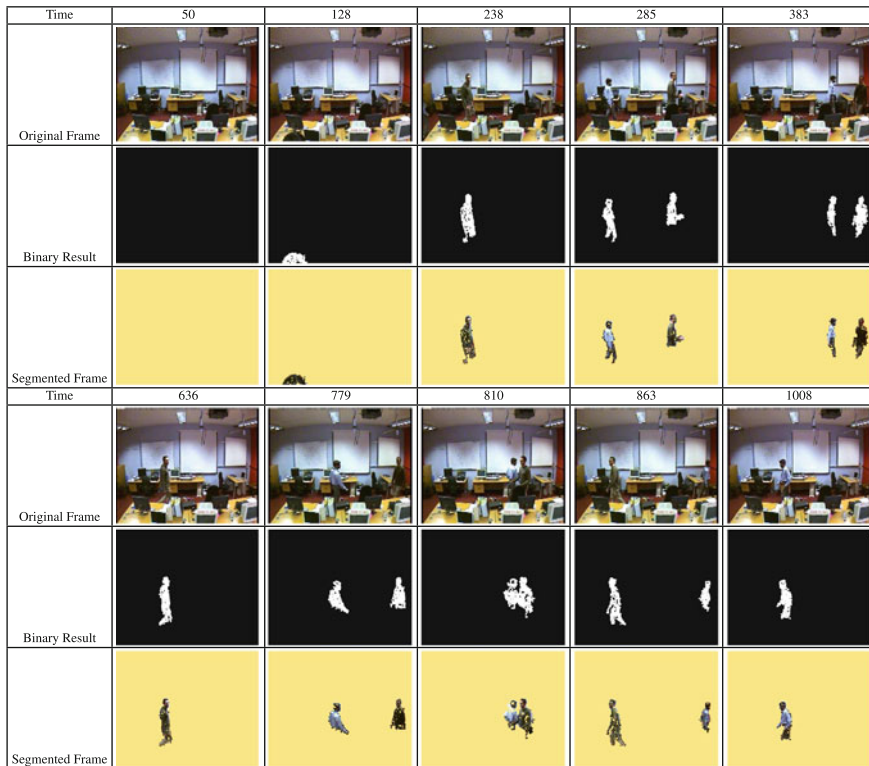 Time 50 128 238 285 383
Original Frame
Binary Result
Segmented Frame
Time 636 779 810 863 1008
Original Frame
Binary Result
Segmented Frame